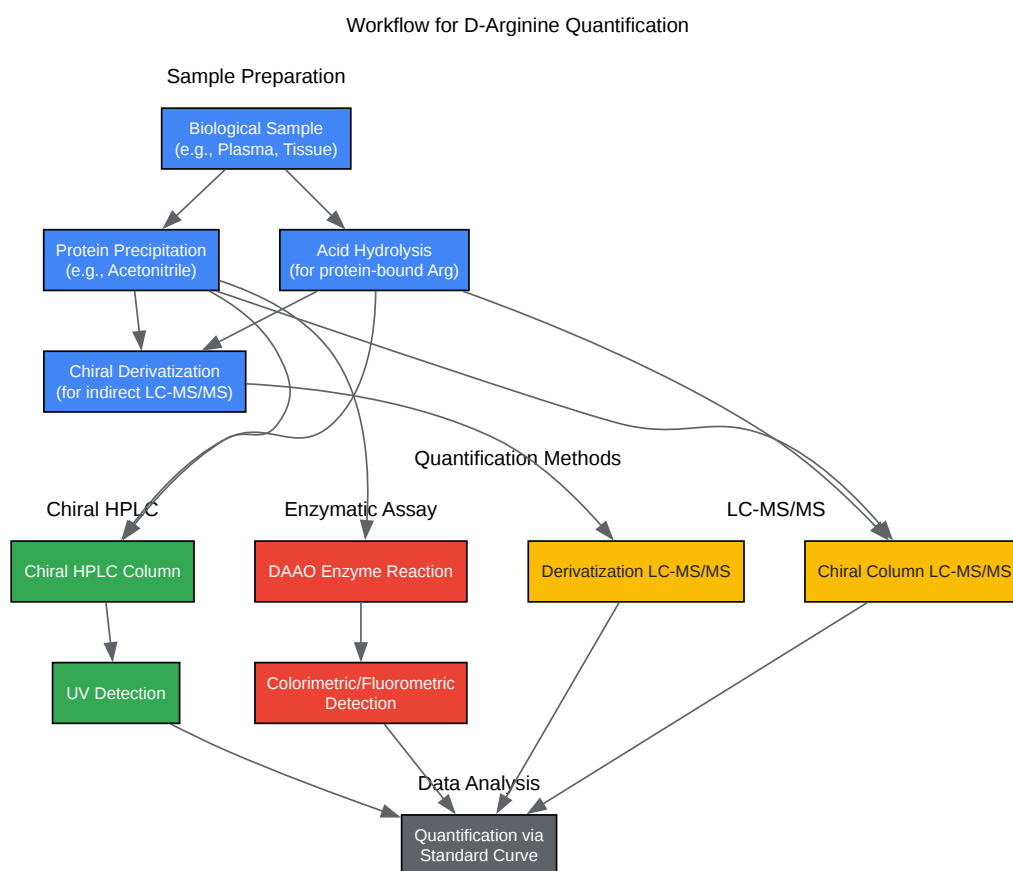 Workflow for D-Arginine Quantification
Sample Preparation
Biological Sample
(e.g., Plasma, Tissue)
Protein Precipitation
(e.g., Acetonitrile)
Acid Hydrolysis
(for protein-bound Arg)
Chiral Derivatization
(for indirect LC-MS/MS)
Quantification Methods
Chiral HPLC
Enzymatic Assay
LC-MS/MS
Chiral HPLC Column
DAAO Enzyme Reaction
Derivatization LC-MS/MS
Chiral Column LC-MS/MS
UV Detection
Colorimetric/Fluorometric
Detection
Data Analysis
Quantification via
Standard Curve